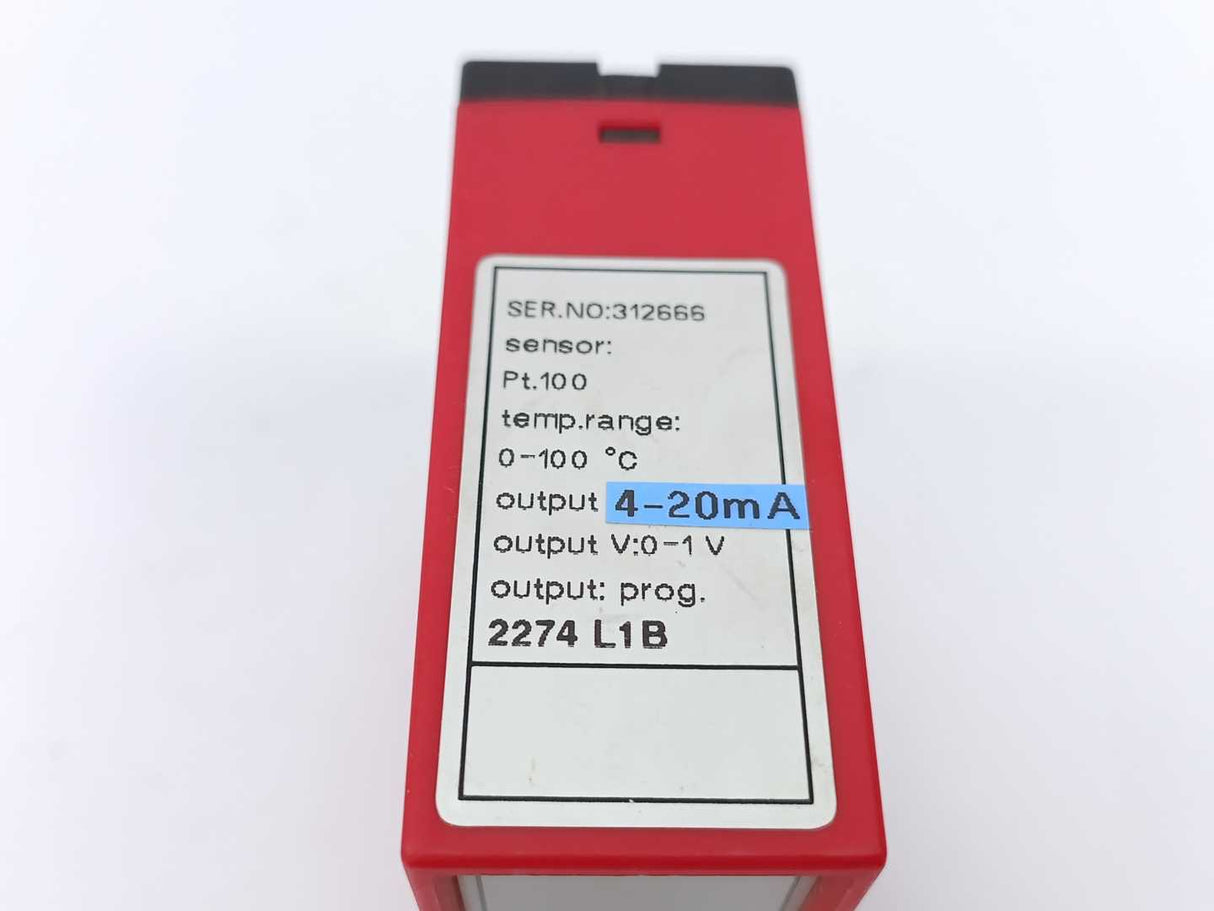 SER.NO:312666
sensor:
Pt.100
temp.range:
0-100 °C
output 4-20mA
output V:0-1 V
output: prog.
2274 L1B